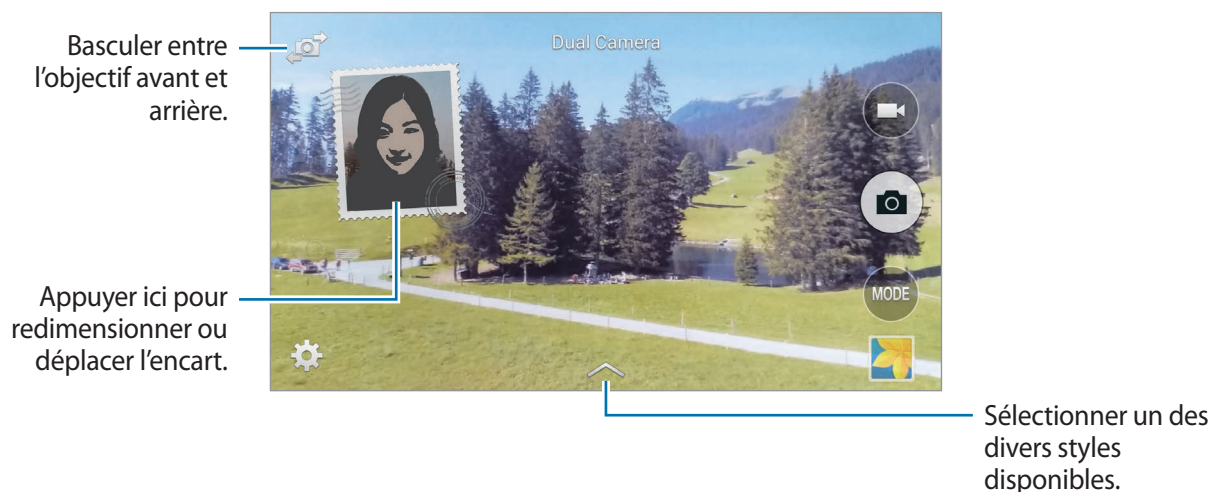 Basculer entre
l’objectif avant et
arrière.
Dual Camera
Appuyer ici pour
redimensionner ou
déplacer l’encart.
MODE
Sélectionner un des
divers styles
disponibles.